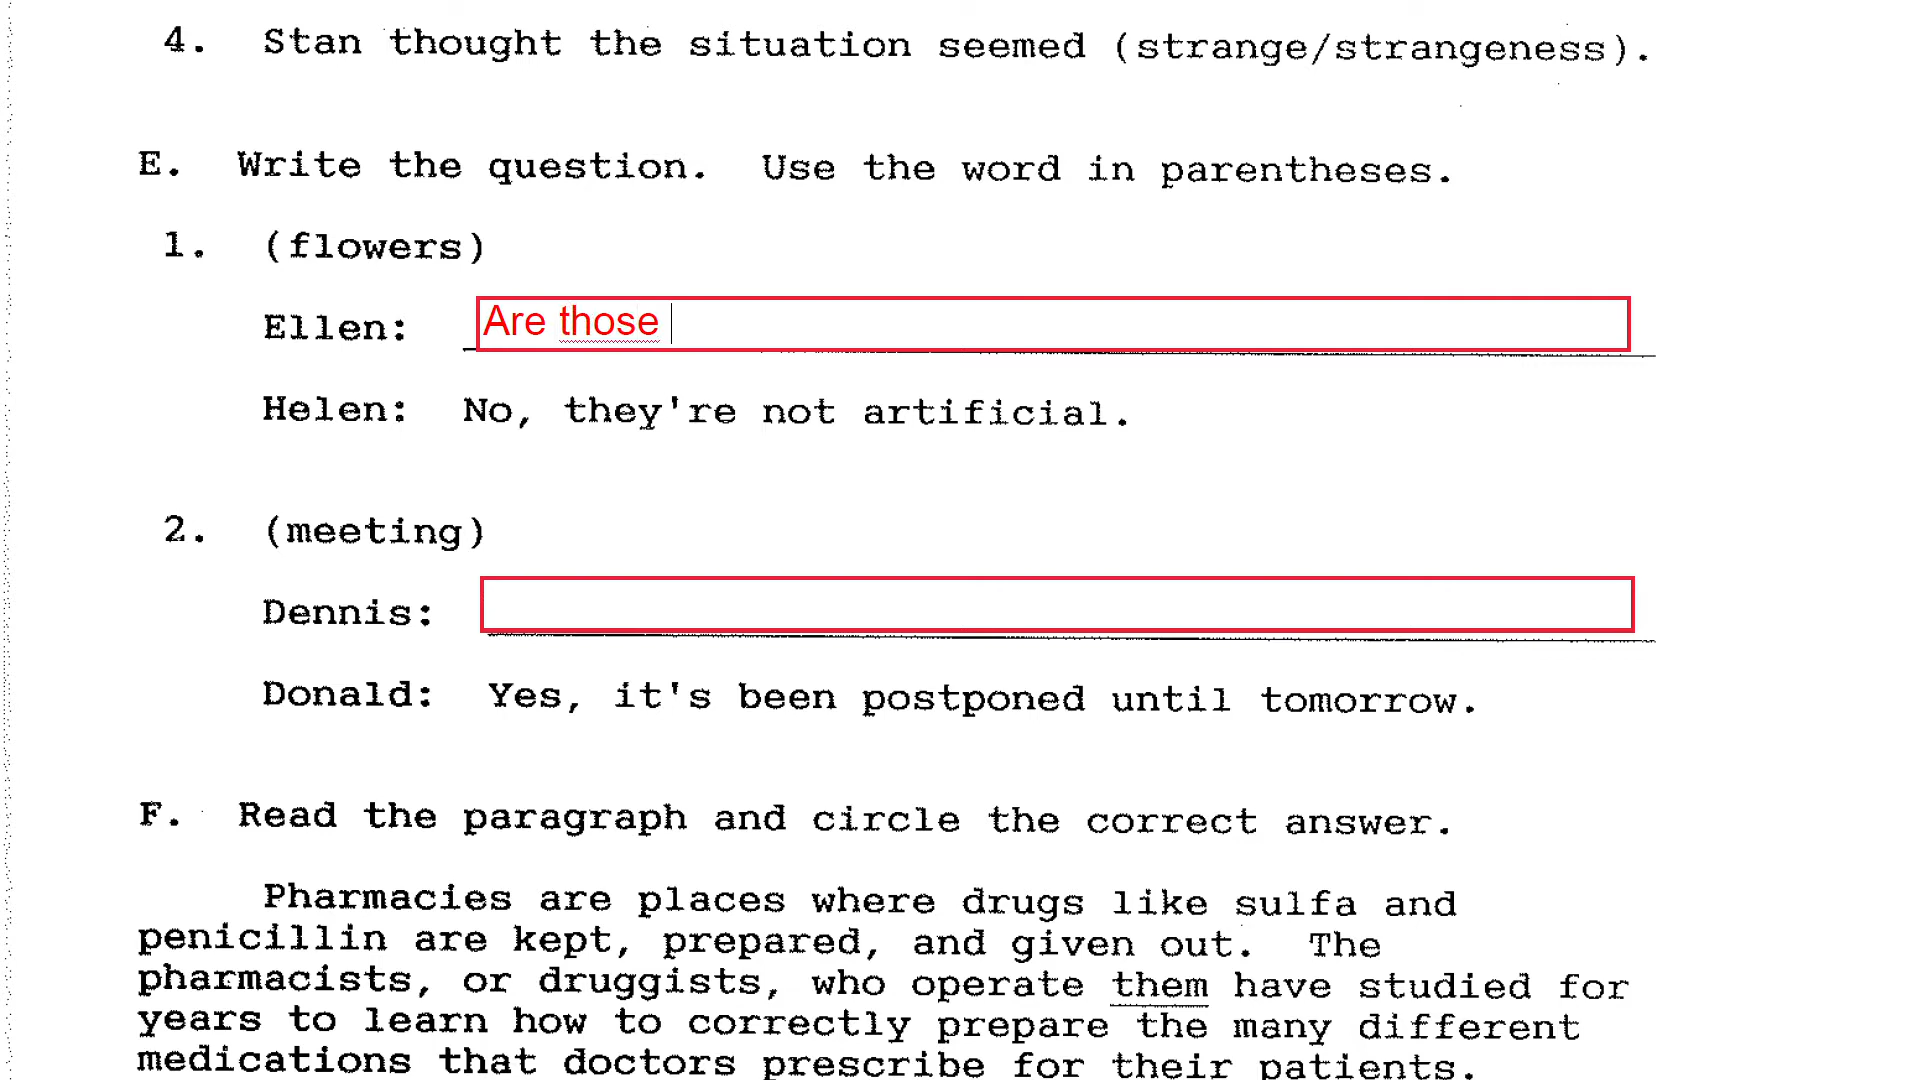 4. Stan thought the situation seemed (strange/strangeness).
E. Write the question. Use the word in parentheses.
1. (flowers)
Ellen: Are those
Helen: No, they're not artificial.
2. (meeting)
Dennis:
Donald: Yes, it's been postponed until tomorrow.
F. Read the paragraph and circle the correct answer.
Pharmacies are places where drugs like sulfa and
penicillin are kept, prepared, and given out. The
pharmacists, or druggists, who operate them have studied for
years to learn how to correctly prepare the many different
medications that doctors prescribe for their patients.